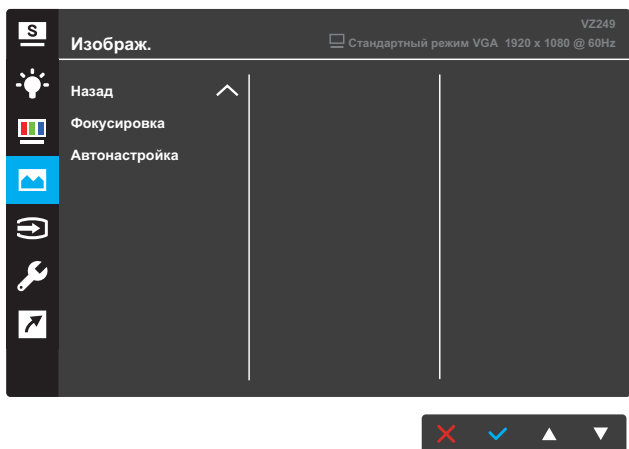 S
VZ249
Изображ.
Стандартный режим VGA 1920 x 1080 @ 60Hz
Назад
Фокусировка
Автонастройка